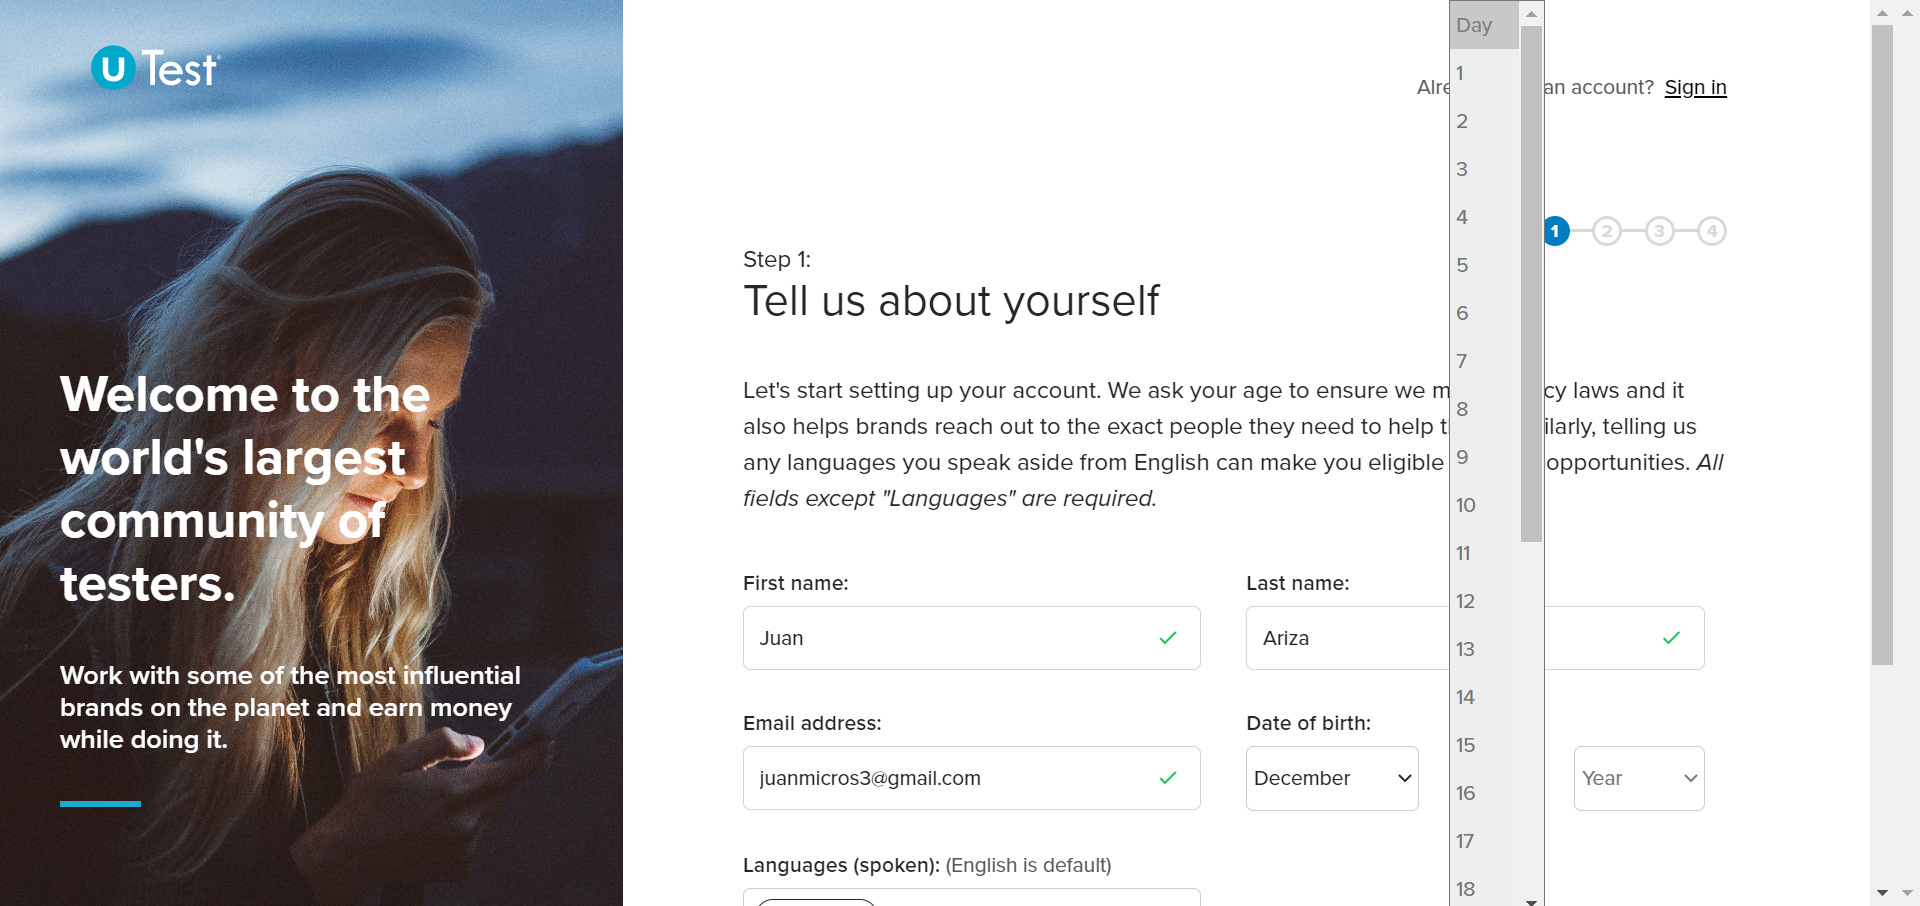 u Test
Welcome to the
world's largest
community of
testers.
Work with some of the most influential
brands on the planet and earn money
while doing it.
Alre an account? Sign in
1 2 3 4
Step 1:
Tell us about yourself
Let's start setting up your account. We ask your age to ensure we m cy laws and it
also helps brands reach out to the exact people they need to help t ilarly, telling us
any languages you speak aside from English can make you eligible opportunities. All
fields except "Languages" are required.
First name:
Last name:
Juan
Ariza
Email address:
Date of birth:
juanmicros3@gmail.com
December
Year
Languages (spoken): (English is default)
Day
1
2
3
4
5
6
7
8
9
10
11
12
13
14
15
16
17
18